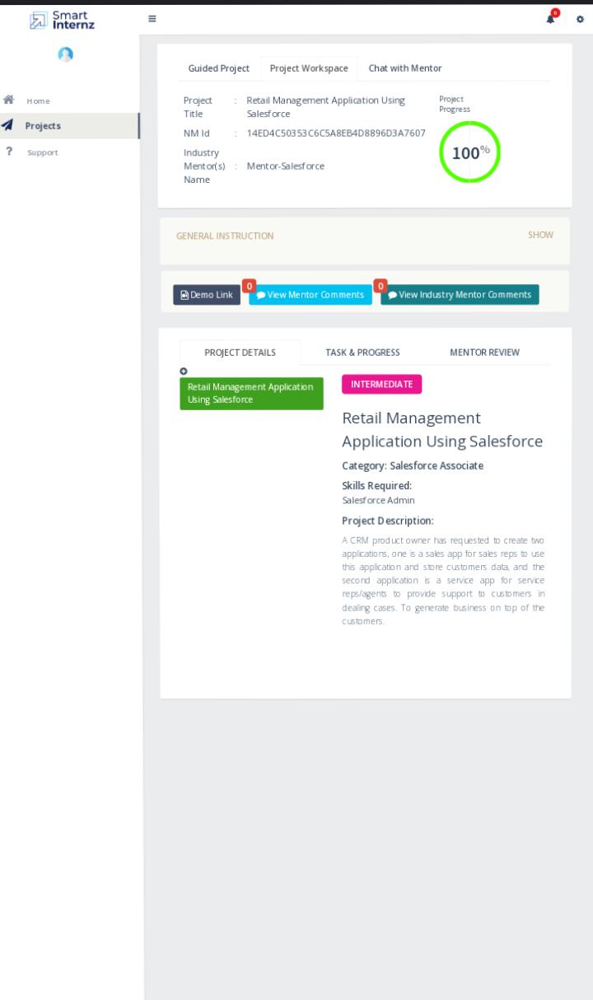 Smart
Internz
0
Home
Projects
? Support
Guided Project Project Workspace Chat with Mentor
Project Title : Retail Management Application Using Salesforce
NM Id : 14ED4C50353C6C5A8EB4D8896D3A7607
Industry Mentor(s) Name : Mentor-Salesforce
Project
Progress
100%
GENERAL INSTRUCTION SHOW
Demo Link 0 View Mentor Comments 0 View Industry Mentor Comments
PROJECT DETAILS TASK & PROGRESS MENTOR REVIEW
Retail Management Application
Using Salesforce
INTERMEDIATE
Retail Management
Application Using Salesforce
Category: Salesforce Associate
Skills Required:
Salesforce Admin
Project Description:
A CRM product owner has requested to create two
applications, one is a sales app for sales reps to use
this application and store customers data, and the
second application is a service app for service
reps/agents to provide support to customers in
dealing cases. To generate business on top of the
customers.